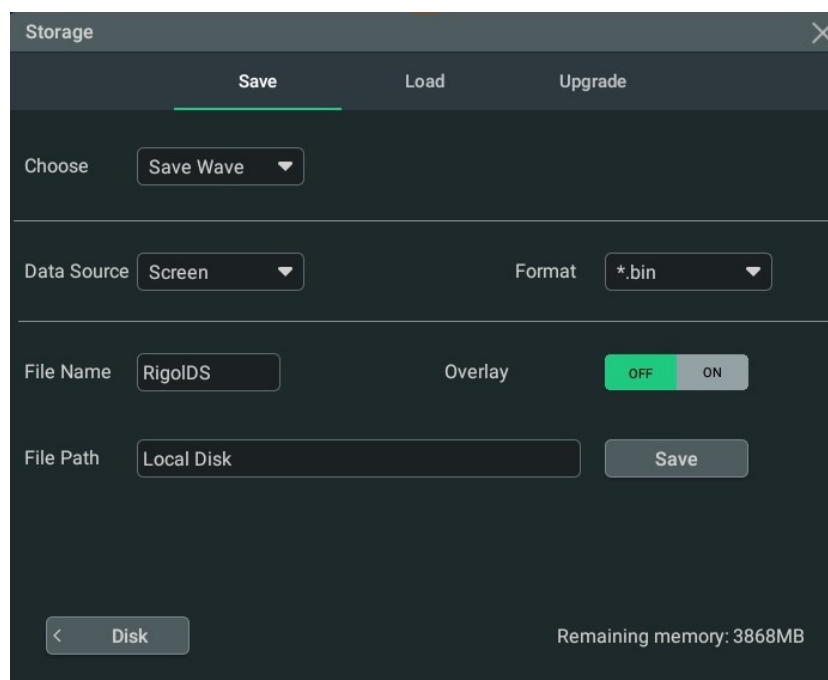 Storage
Save Load Upgrade
Choose Save Wave
Data Source Screen Format *.bin
File Name RigolDS Overlay OFF ON
File Path Local Disk Save
Disk Remaining memory: 3868MB